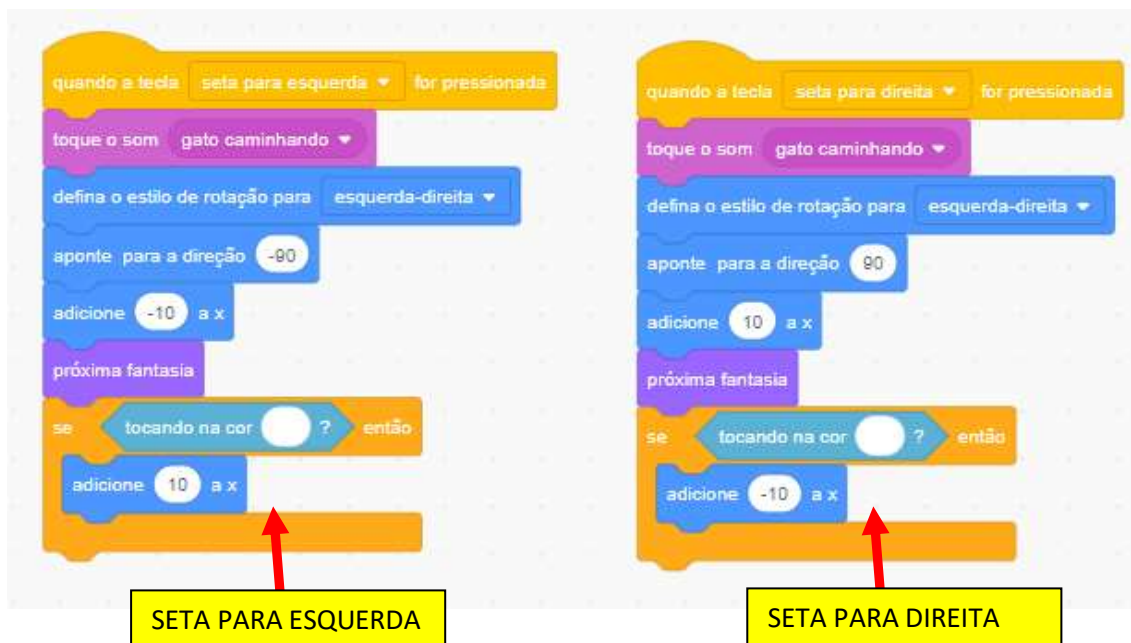 quando a tecla seta para esquerda for pressionada
toque o som gato caminhando
defina o estilo de rotação para esquerda-direita
aponte para a direção -90
adicione -10 a x
próxima fantasia
se tocando na cor ? então
adicione 10 a x
SETA PARA ESQUERDA
quando a tecla seta para direita for pressionada
toque o som gato caminhando
defina o estilo de rotação para esquerda-direita
aponte para a direção 90
adicione 10 a x
próxima fantasia
se tocando na cor ? então
adicione -10 a x
SETA PARA DIREITA